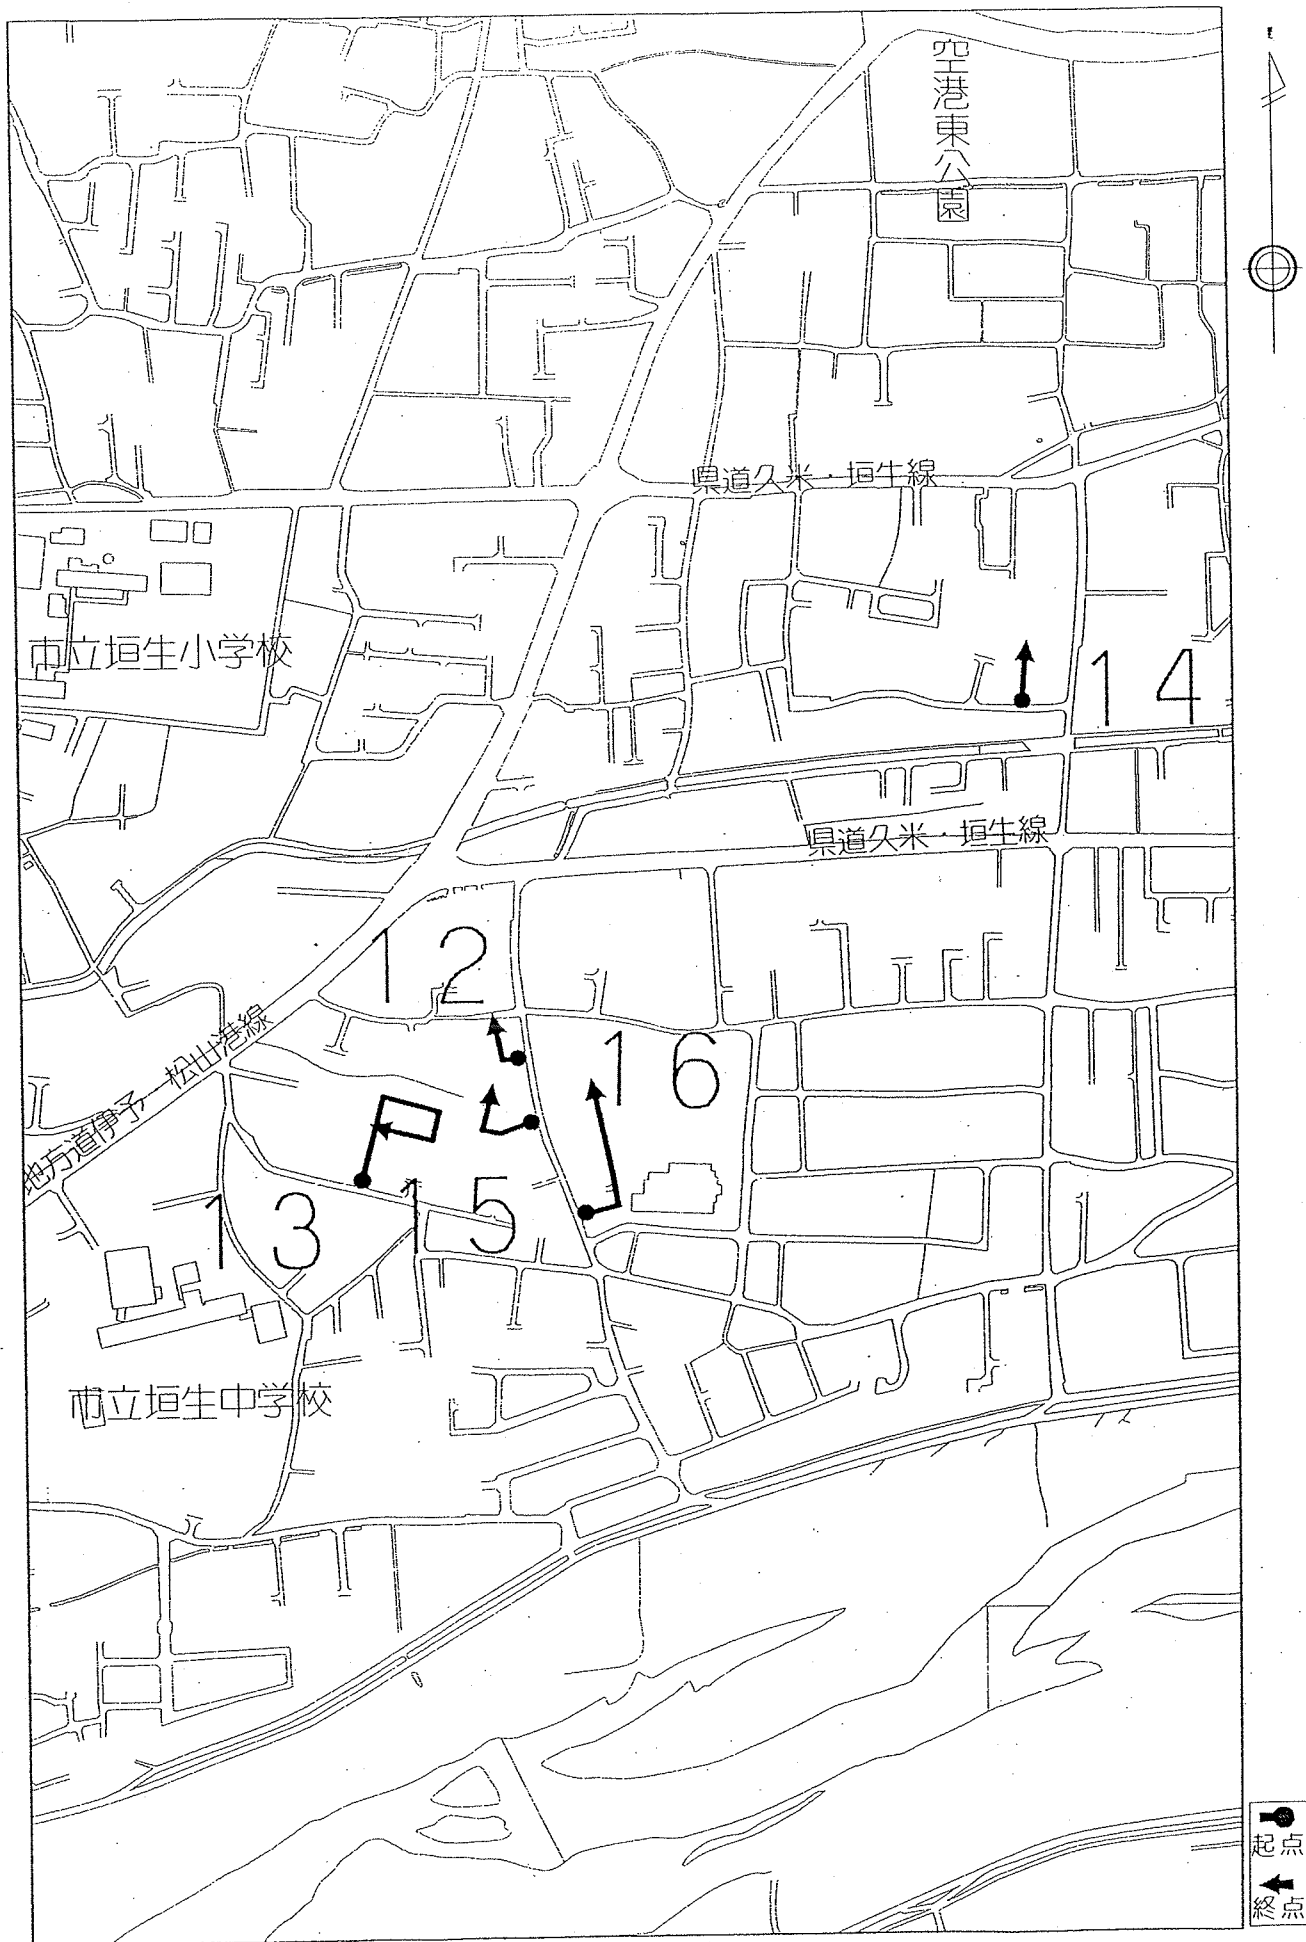 空港東公園
県道久米・垣生線
市立垣生小学校
14
県道久米・垣生線
12
主要地方道伊予 松山港線
16
13
15
市立垣生中学校
起点
終点